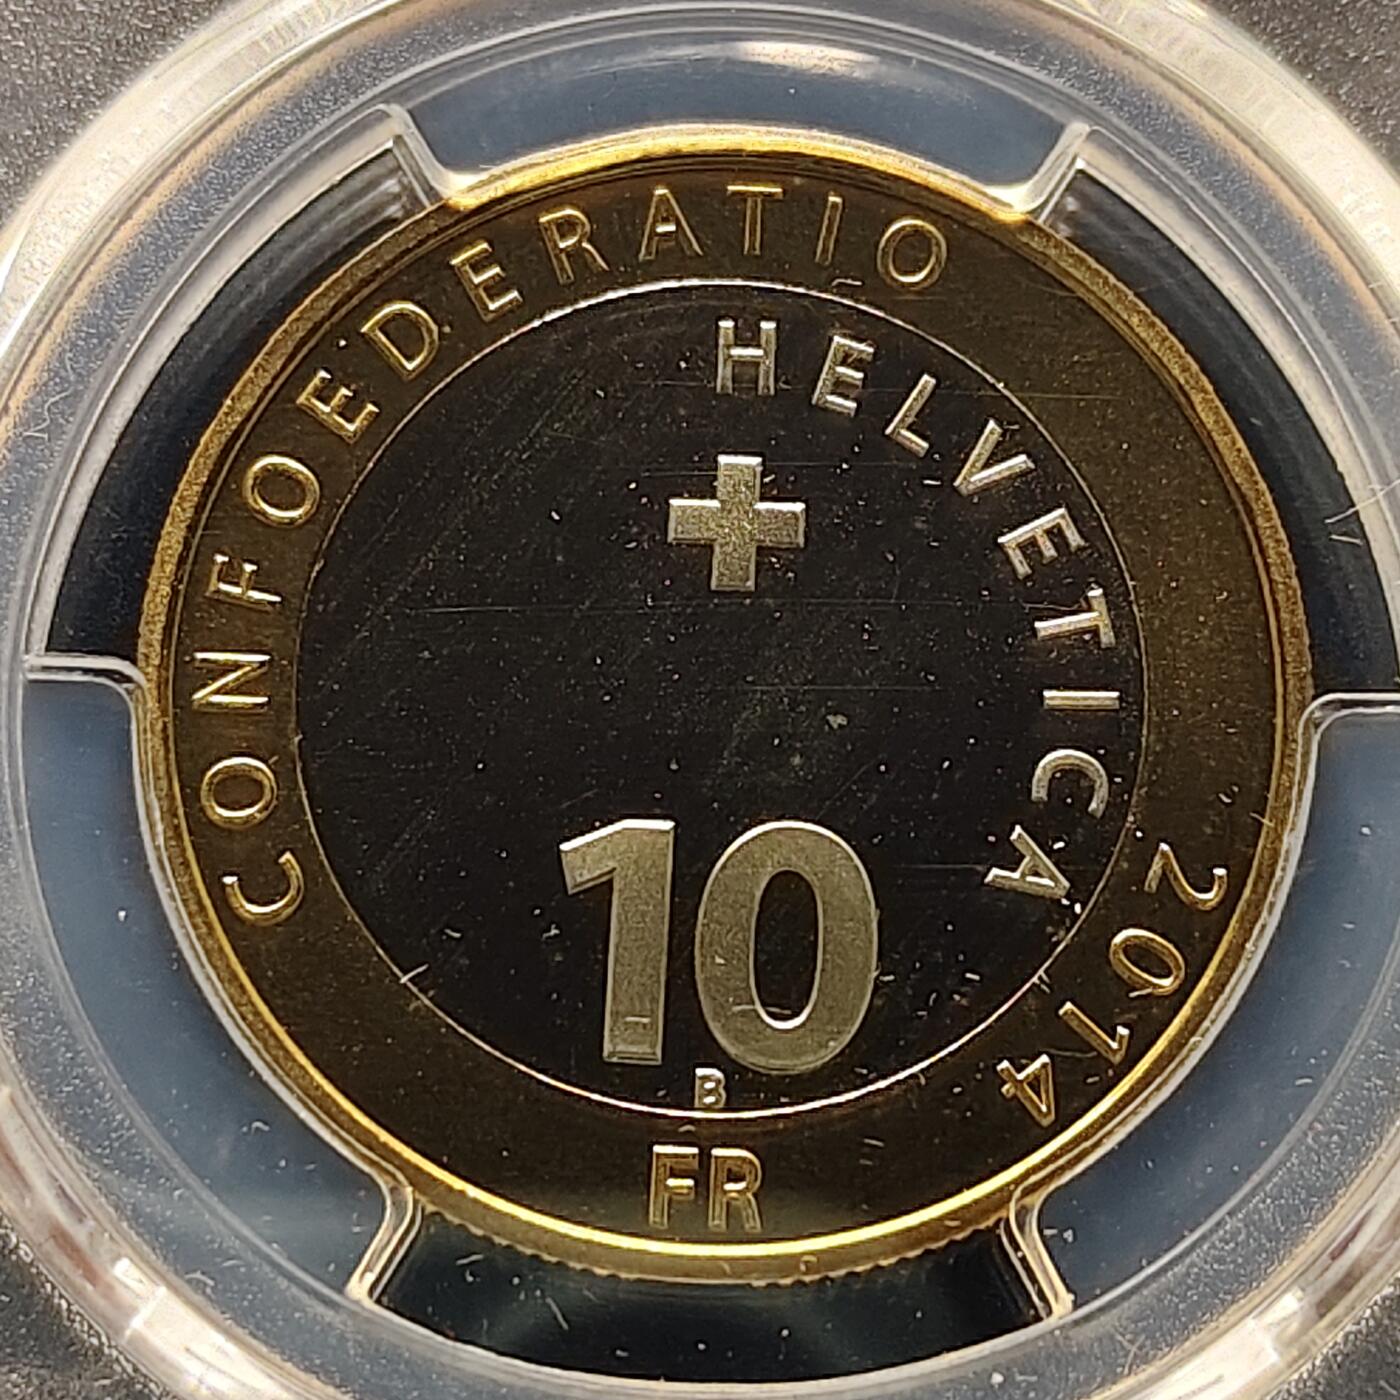 CONFOEDERATIO
HELVETICA
2014
10
B
FR